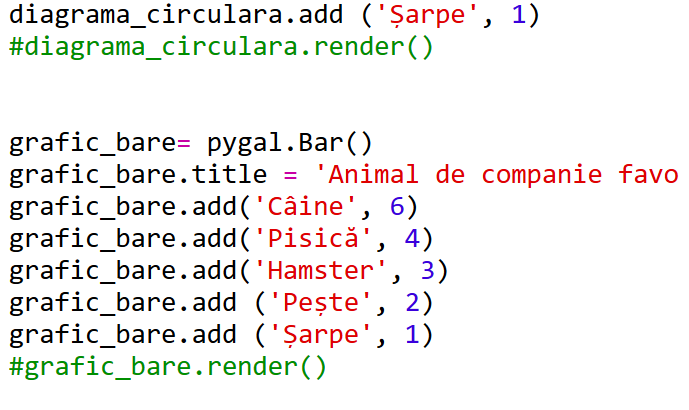 diagrama_circulara.add ('Șarpe', 1)
#diagrama_circulara.render()
grafic_bare= pygal.Bar()
grafic_bare.title = 'Animal de companie favo
grafic_bare.add('Câine', 6)
grafic_bare.add('Pisică', 4)
grafic_bare.add('Hamster', 3)
grafic_bare.add ('Pește', 2)
grafic_bare.add ('Șarpe', 1)
#grafic_bare.render()